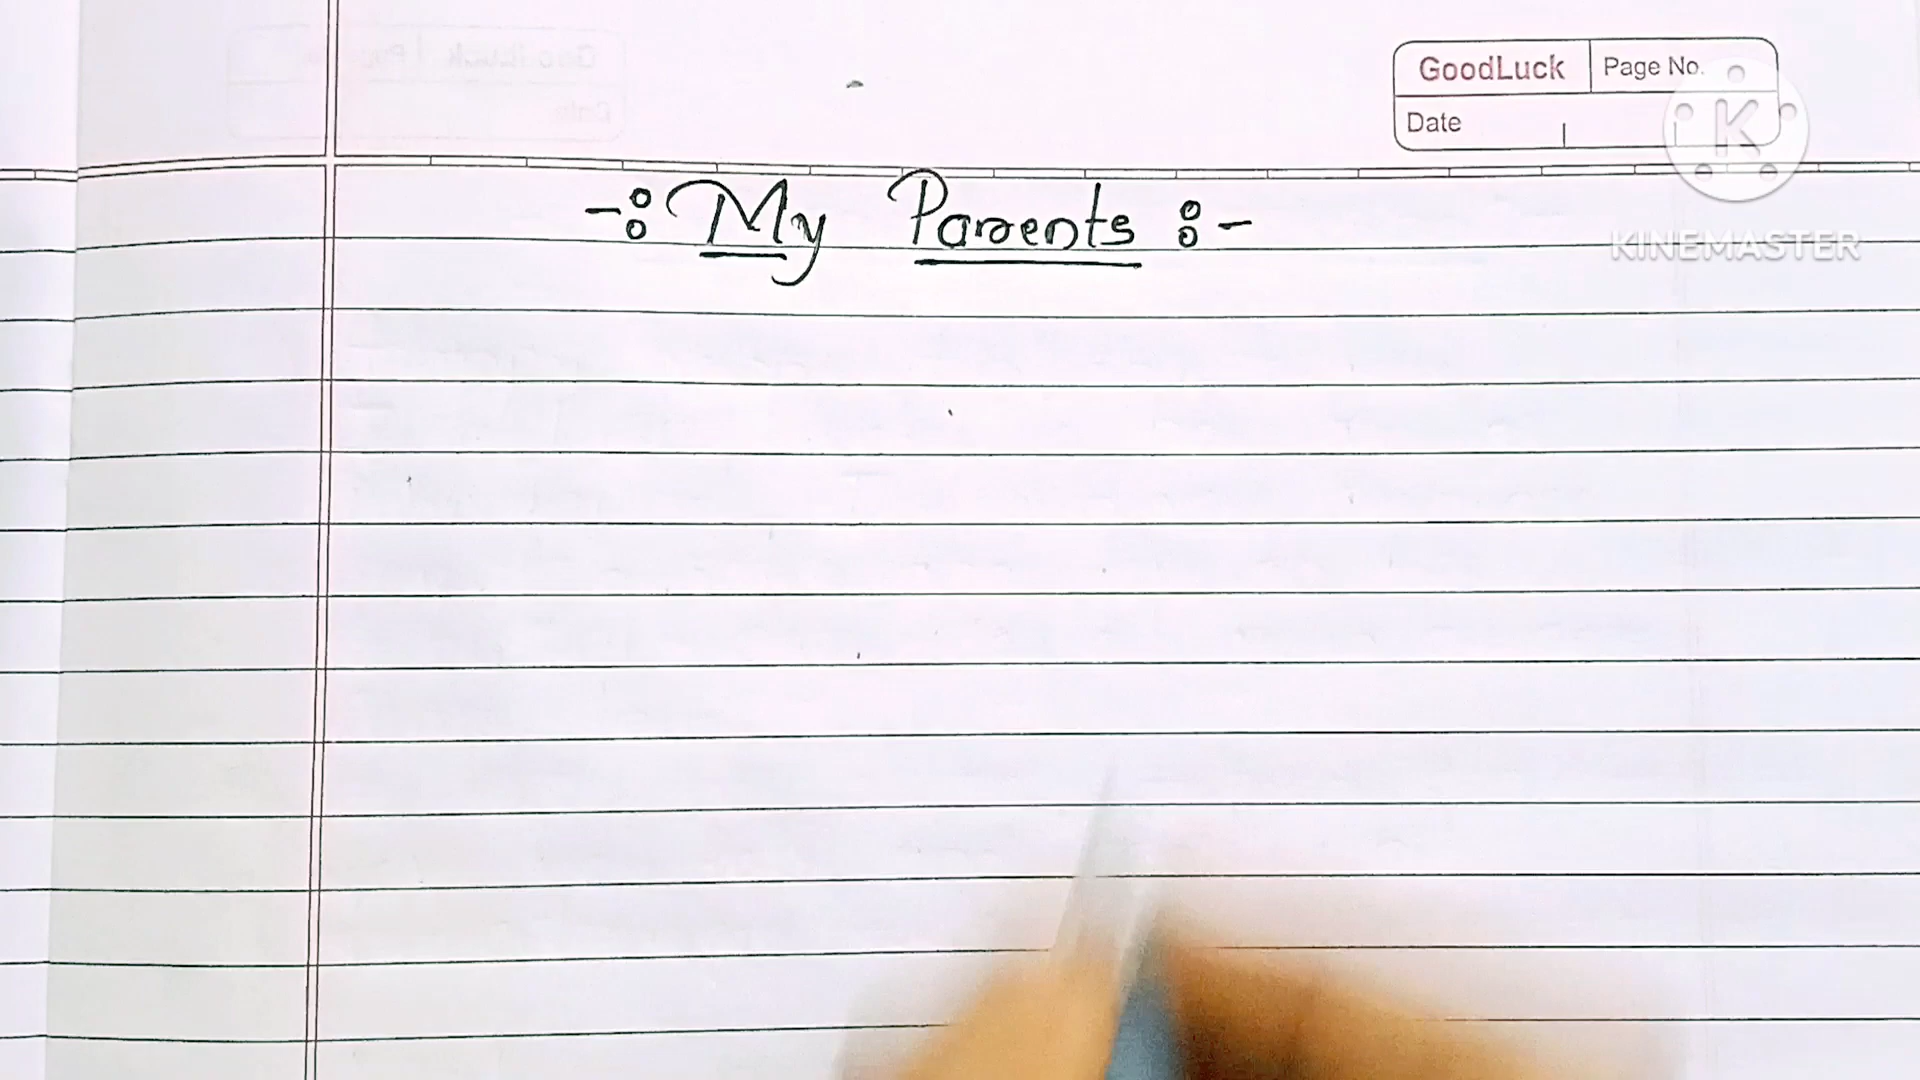 GoodLuck Page No.
Date
K
KINEMASTER
-: My Parents :-